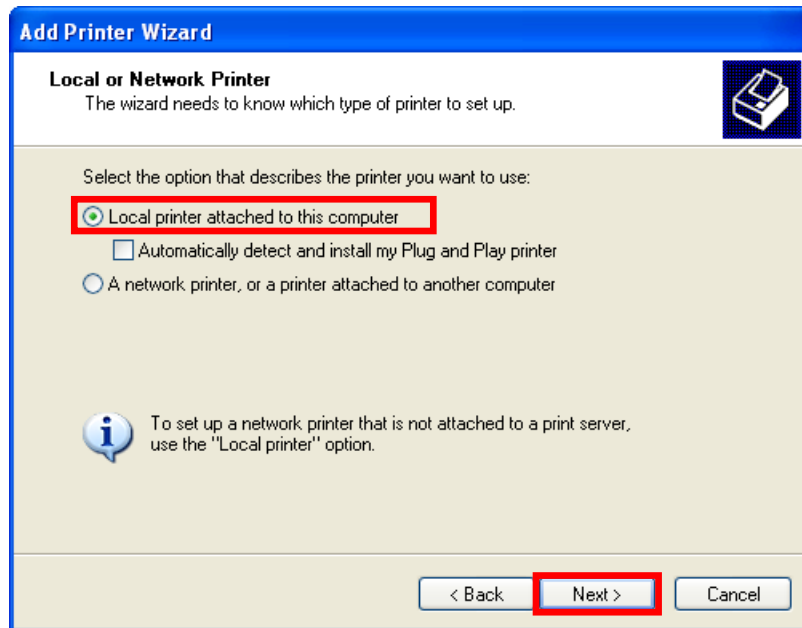 Add Printer Wizard
Local or Network Printer
The wizard needs to know which type of printer to set up.
Select the option that describes the printer you want to use:
Local printer attached to this computer
Automatically detect and install my Plug and Play printer
A network printer, or a printer attached to another computer
To set up a network printer that is not attached to a print server,
use the "Local printer" option.
< Back Next > Cancel